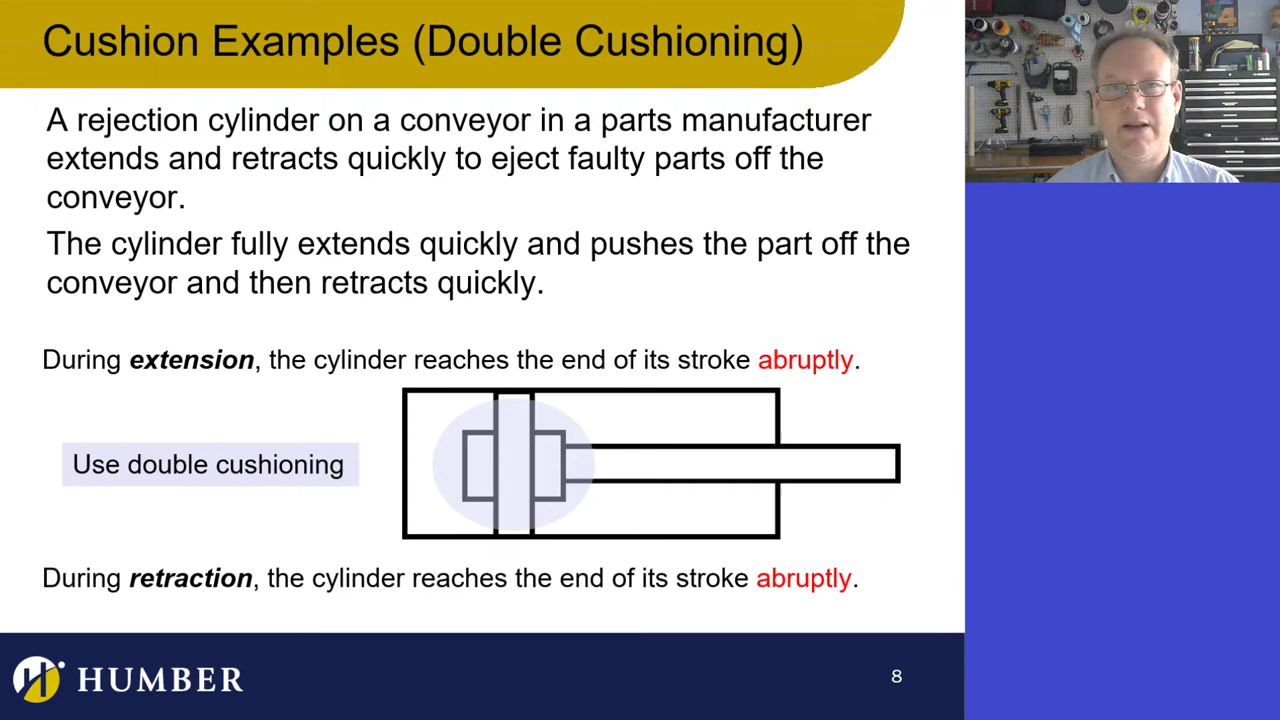 Cushion Examples (Double Cushioning)
A rejection cylinder on a conveyor in a parts manufacturer
extends and retracts quickly to eject faulty parts off the
conveyor.
The cylinder fully extends quickly and pushes the part off the
conveyor and then retracts quickly.
During extension, the cylinder reaches the end of its stroke abruptly.
Use double cushioning
During retraction, the cylinder reaches the end of its stroke abruptly.
HUMBER
8